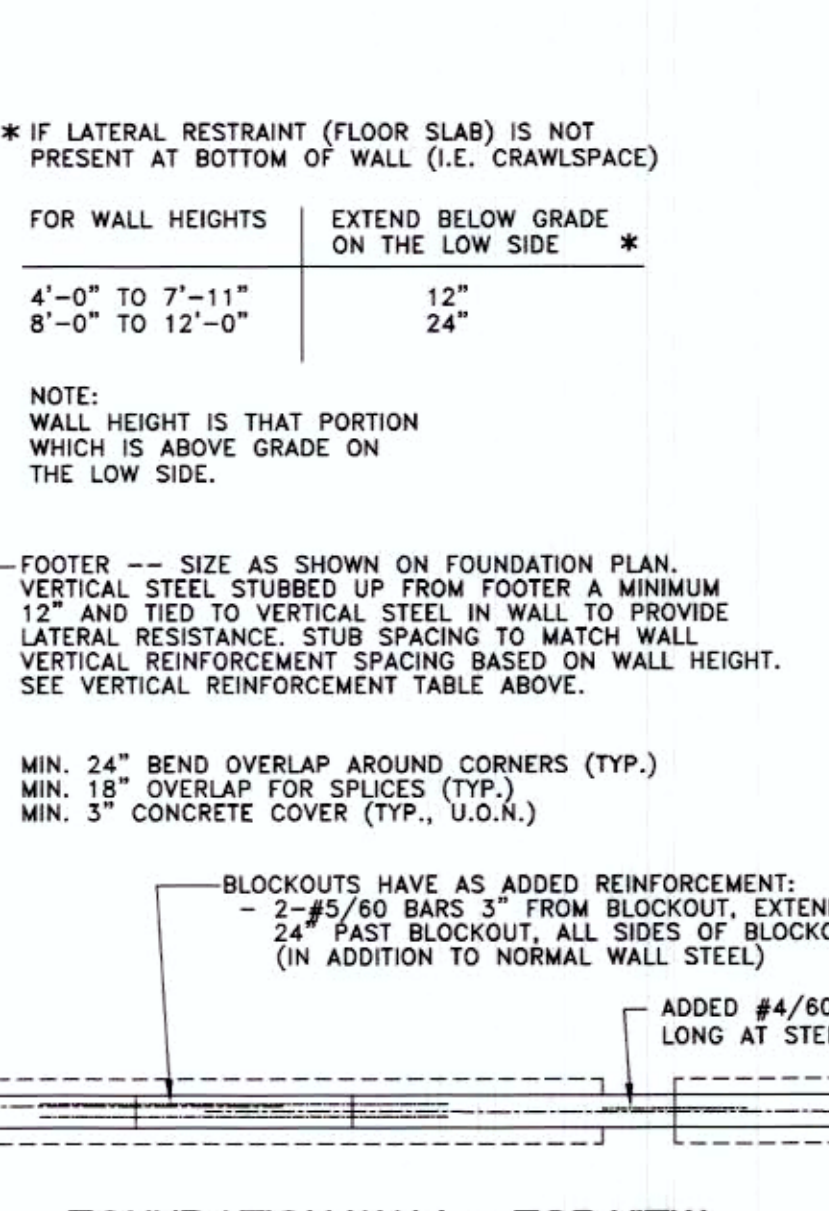 * IF LATERAL RESTRAINT (FLOOR SLAB) IS NOT
PRESENT AT BOTTOM OF WALL (I.E. CRAWLSPACE)
FOR WALL HEIGHTS
EXTEND BELOW GRADE
ON THE LOW SIDE *
4'-0" TO 7'-11" 12"
8'-0" TO 12'-0" 24"
NOTE:
WALL HEIGHT IS THAT PORTION
WHICH IS ABOVE GRADE ON
THE LOW SIDE.
FOOTER -- SIZE AS SHOWN ON FOUNDATION PLAN.
VERTICAL STEEL STUBBED UP FROM FOOTER A MINIMUM
12" AND TIED TO VERTICAL STEEL IN WALL TO PROVIDE
LATERAL RESISTANCE. STUB SPACING TO MATCH WALL
VERTICAL REINFORCEMENT SPACING BASED ON WALL HEIGHT.
SEE VERTICAL REINFORCEMENT TABLE ABOVE.
MIN. 24" BEND OVERLAP AROUND CORNERS (TYP.)
MIN. 18" OVERLAP FOR SPLICES (TYP.)
MIN. 3" CONCRETE COVER (TYP., U.O.N.)
BLOCKOUTS HAVE AS ADDED REINFORCEMENT:
- 2-#5/60 BARS 3" FROM BLOCKOUT, EXTEN
24" PAST BLOCKOUT, ALL SIDES OF BLOCKO
(IN ADDITION TO NORMAL WALL STEEL)
ADDED #4/60
LONG AT STE